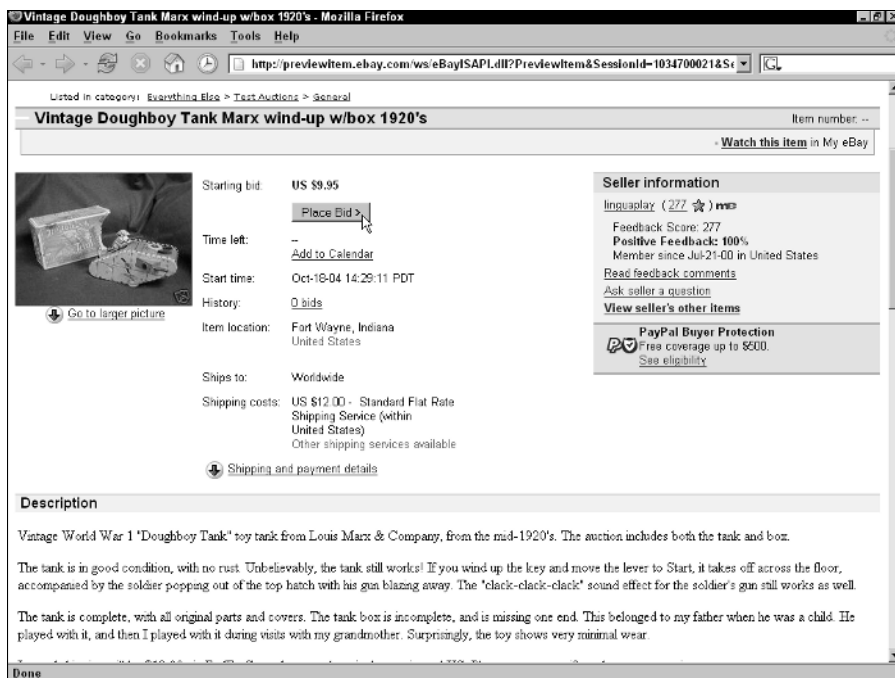 Vintage Doughboy Tank Marx wind-up w/box 1920's - Mozilla Firefox
File Edit View Go Bookmarks Tools Help
http://previewitem.ebay.com/ws/eBayISAPI.dll?PreviewItem&SessionId=1034700021&Se
G.
Listed in category: Everything Else > Test Auctions > General
Vintage Doughboy Tank Marx wind-up w/box 1920's
Item number: --
- Watch this item in My eBay
Starting bid: US $9.95
Place Bid >
Time left: --
Add to Calendar
Start time: Oct-18-04 14:29:11 PDT
History: 0 bids
Go to larger picture
Item location: Fort Wayne, Indiana
United States
Ships to: Worldwide
Shipping costs: US $12.00 - Standard Flat Rate
Shipping Service (within
United States)
Other shipping services available
Shipping and payment details
Seller information
linguaplay ( 277 ) me
Feedback Score: 277
Positive Feedback: 100%
Member since Jul-21-00 in United States
Read feedback comments
Ask seller a question
View seller's other items
PayPal Buyer Protection
Free coverage up to $500.
See eligibility
Description
Vintage World War 1 "Doughboy Tank" toy tank from Louis Marx & Company, from the mid-1920's. The auction includes both the tank and box.
The tank is in good condition, with no rust. Unbelievably, the tank still works! If you wind up the key and move the lever to Start, it takes off across the floor,
accompanied by the soldier popping out of the top hatch with his gun blazing away. The "clack-clack-clack" sound effect for the soldier's gun still works as well.
The tank is complete, with all original parts and covers. The tank box is incomplete, and is missing one end. This belonged to my father when he was a child. He
played with it, and then I played with it during visits with my grandmother. Surprisingly, the toy shows very minimal wear.
Done